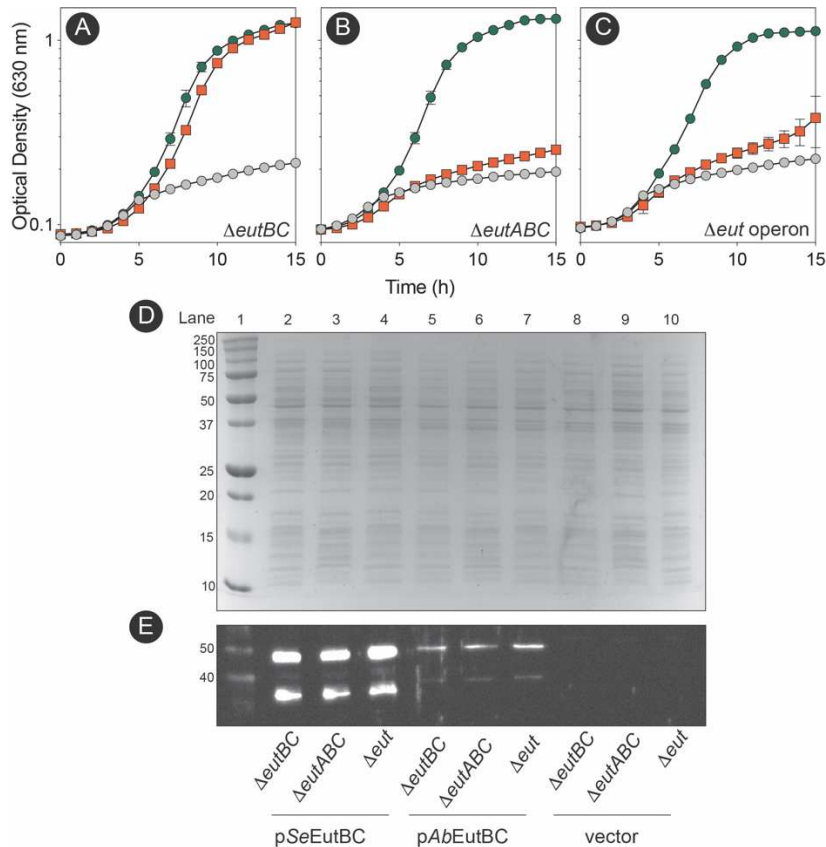 A
B
C
Optical Density (630 nm)
1
0.1
ΔeutBC
ΔeutABC
Δeut operon
0 5 10 15
0 5 10 15
0 5 10 15
Time (h)
D
Lane 1 2 3 4 5 6 7 8 9 10
250
150
100
75
50
37
25
20
15
10
E
50
40
ΔeutBC ΔeutABC Δeut ΔeutBC ΔeutABC Δeut ΔeutBC ΔeutABC Δeut
pSeEutBC pAbEutBC vector